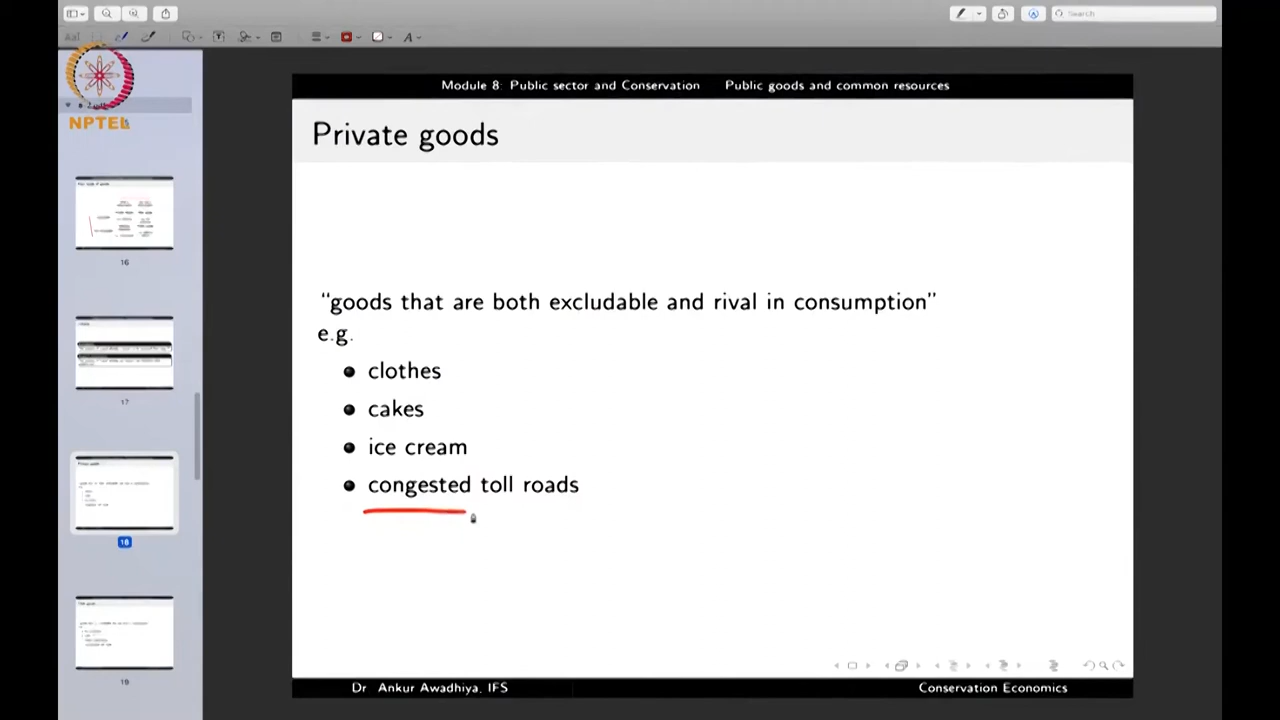 Search
NPTEL
Module 8: Public sector and Conservation Public goods and common resources
Private goods
“goods that are both excludable and rival in consumption”
e.g.
clothes
cakes
ice cream
congested toll roads
16
17
18
19
Dr Ankur Awadhiya, IFS Conservation Economics